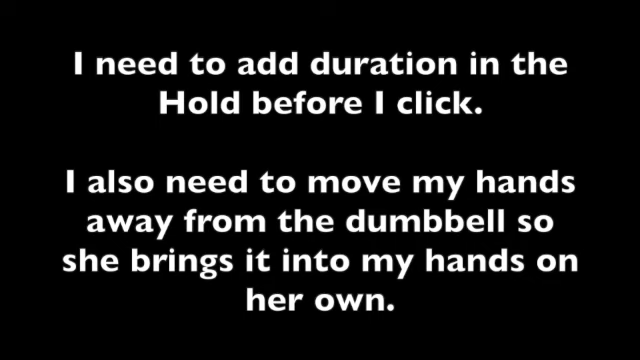 I need to add duration in the
Hold before I click.
I also need to move my hands
away from the dumbbell so
she brings it into my hands on
her own.